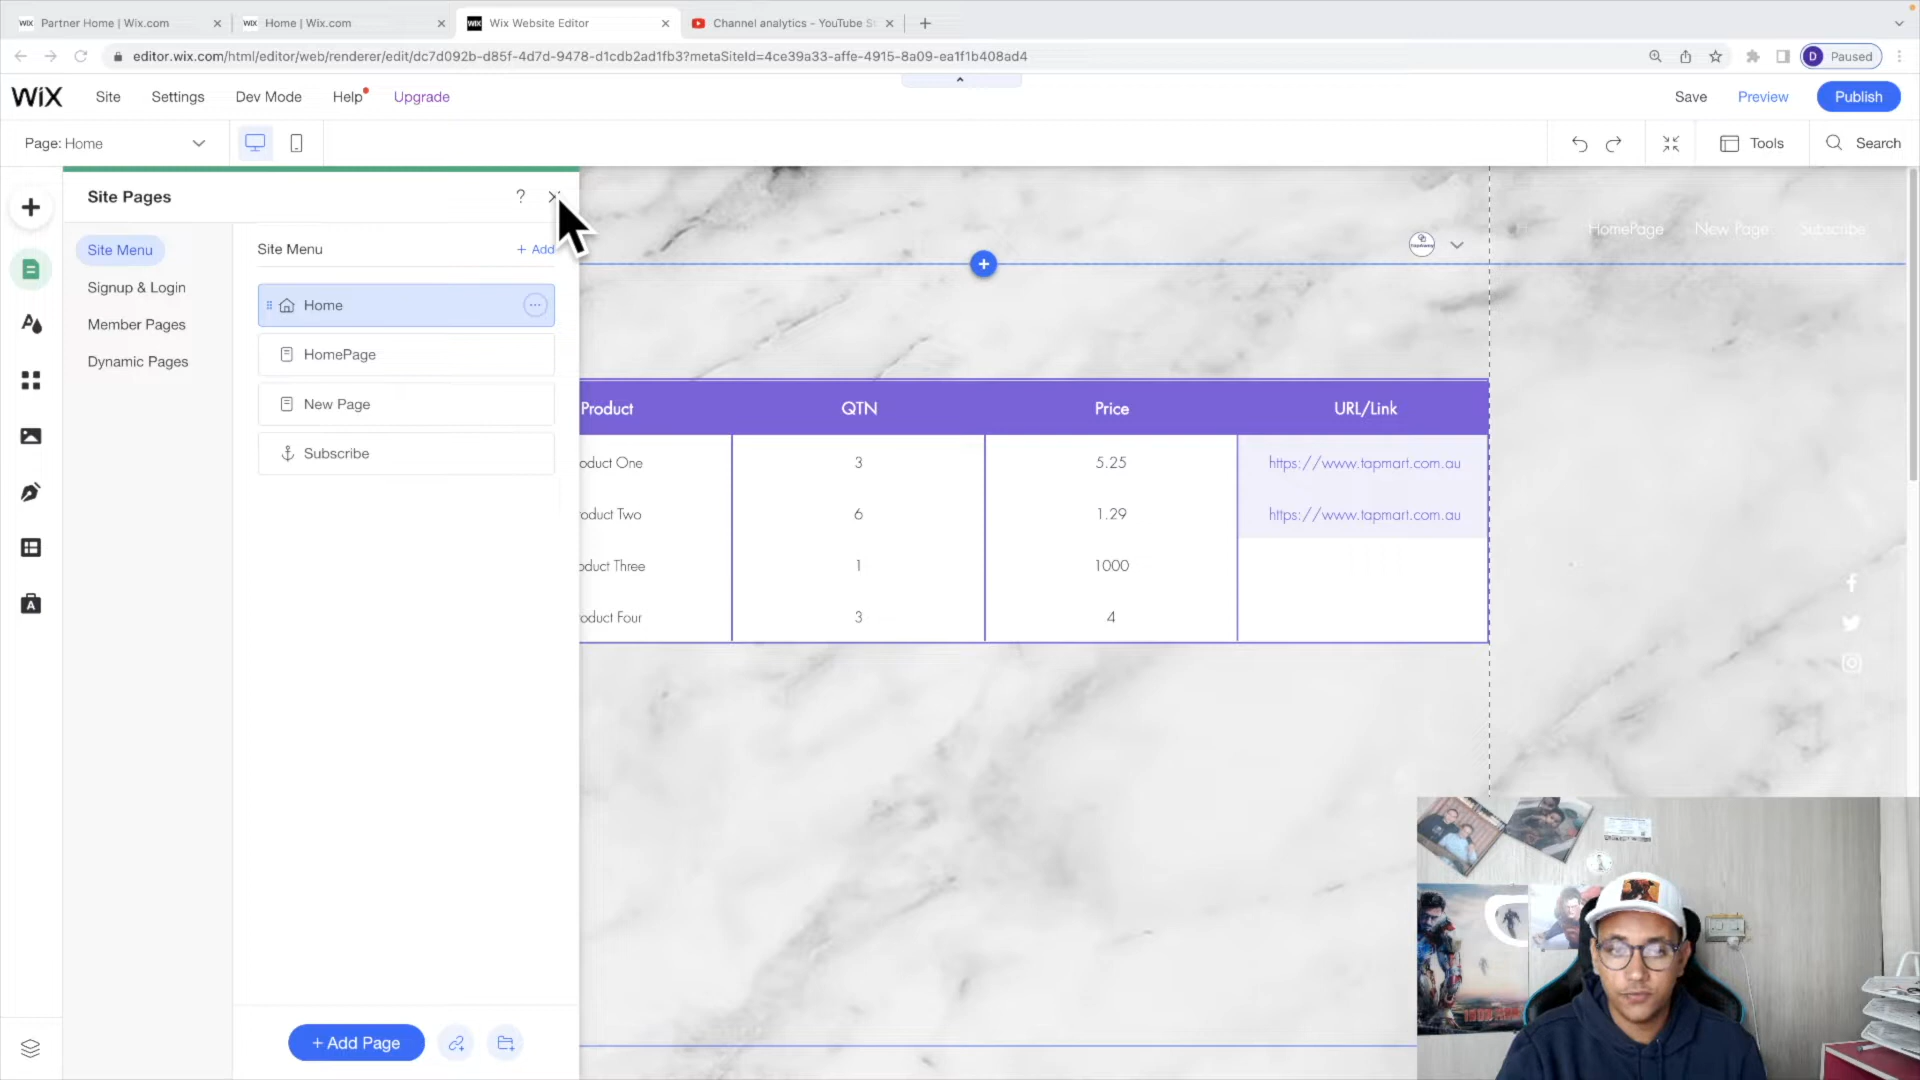 Partner Home | Wix.com
Home | Wix.com
Wix Website Editor
Channel analytics - YouTube S
editor.wix.com/html/editor/web/renderer/edit/dc7d092b-d85f-4d7d-9478-d1cdb2ad1fb3?metaSiteId=4ce39a33-affe-4915-8a09-ea1f1b408ad4
D Paused
WiX Site Settings Dev Mode Help Upgrade
Save Preview Publish
Page: Home
Tools Search
Site Pages ?
Site Menu
Signup & Login
Member Pages
Dynamic Pages
Site Menu
+ Add
Home
HomePage
New Page
Subscribe
+ Add Page
HomePage New Page Subscribe
Product QTN Price URL/Link
oduct One 3 5.25 https://www.tapmart.com.au
oduct Two 6 1.29 https://www.tapmart.com.au
oduct Three 1 1000
oduct Four 3 4